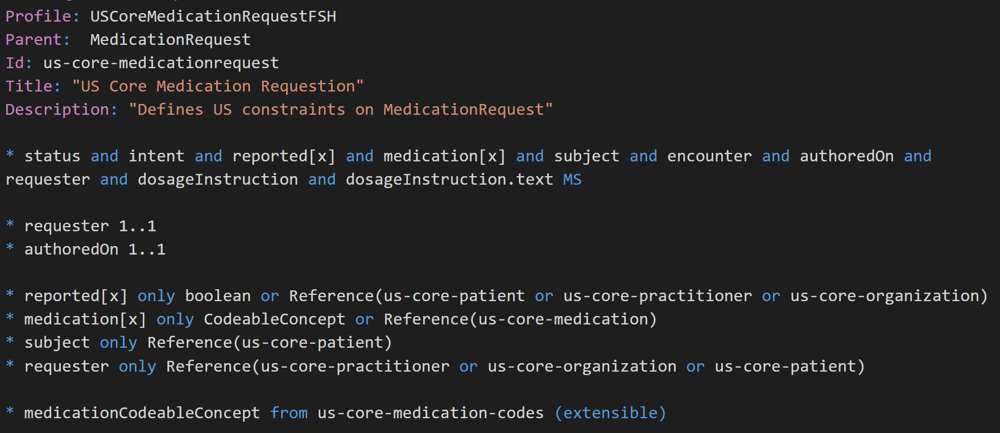 Profile: USCoreMedicationRequestFSH
Parent:  MedicationRequest
Id: us-core-medicationrequest
Title: "US Core Medication Requestion"
Description: "Defines US constraints on MedicationRequest"
* status and intent and reported[x] and medication[x] and subject and encounter and authoredOn and
requester and dosageInstruction and dosageInstruction.text MS
* requester 1..1
* authoredOn 1..1
* reported[x] only boolean or Reference(us-core-patient or us-core-practitioner or us-core-organization)
* medication[x] only CodeableConcept or Reference(us-core-medication)
* subject only Reference(us-core-patient)
* requester only Reference(us-core-practitioner or us-core-organization or us-core-patient)
* medicationCodeableConcept from us-core-medication-codes (extensible)